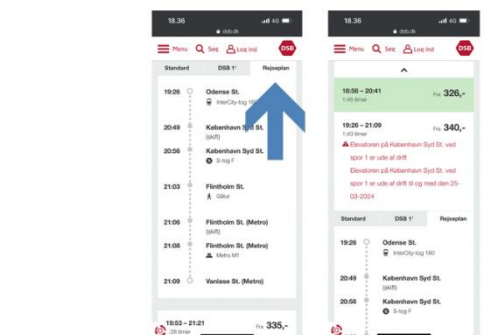 18.36
4G
dsb.dk
Menu
Søg
Log ind
DSB
Standard
DSB 1'
Rejseplan
19:26
Odense St.
InterCity-tog 16
20:49
København Syd St.
(skift)
20:56
København Syd St.
S-tog F
21:03
Flintholm St.
Gåtur
21:06
Flintholm St. (Metro)
(skift)
21:08
Flintholm St. (Metro)
Metro M1
21:09
Vanløse St. (Metro)
19:53 – 21:21
:28 timer
Fra 335,-
18.36
4G
dsb.dk
Menu
Søg
Log ind
DSB
18:56 – 20:41
1:45 timer
Fra 326,-
19:26 – 21:09
1:43 timer
Fra 340,-
Elevatoren på København Syd St. ved
spor 1 er ude af drift
Elevatoren på København Syd St. ved
spor 1 er ude af drift til og med den 25-
03-2024
Standard
DSB 1'
Rejseplan
19:26
Odense St.
InterCity-tog 160
20:49
København Syd St.
(skift)
20:56
København Syd St.
S-tog F